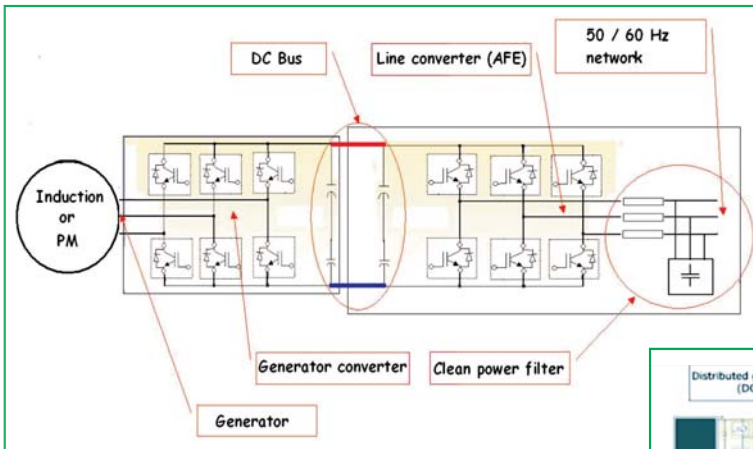 50 / 60 Hz
network
DC Bus
Line converter (AFE)
Induction
or
PM
Generator converter
Clean power filter
Generator
Distributed
(DC